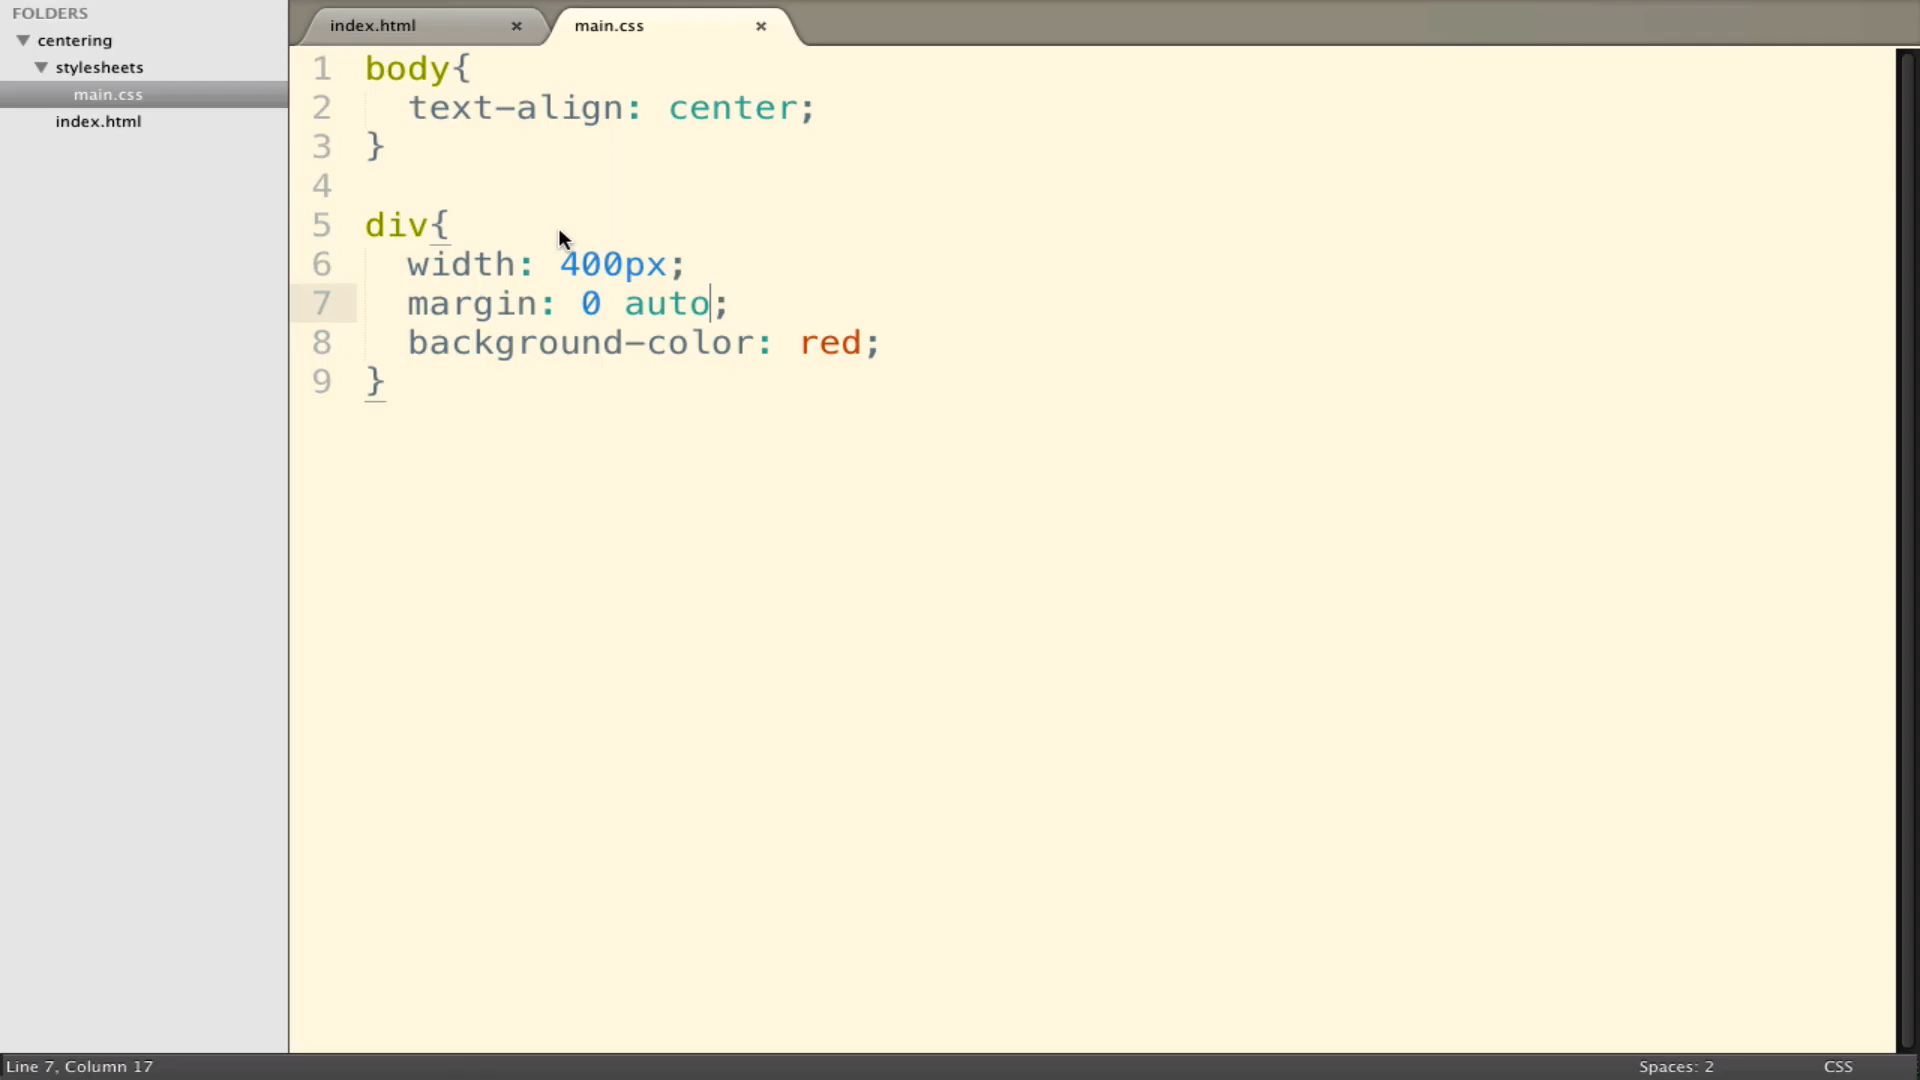 FOLDERS
centering
stylesheets
main.css
index.html
index.html × main.css ×
1 body{
2 text-align: center;
3 }
4
5 div{
6 width: 400px;
7 margin: 0 auto;
8 background-color: red;
9 }
Line 7, Column 17 Spaces: 2 CSS